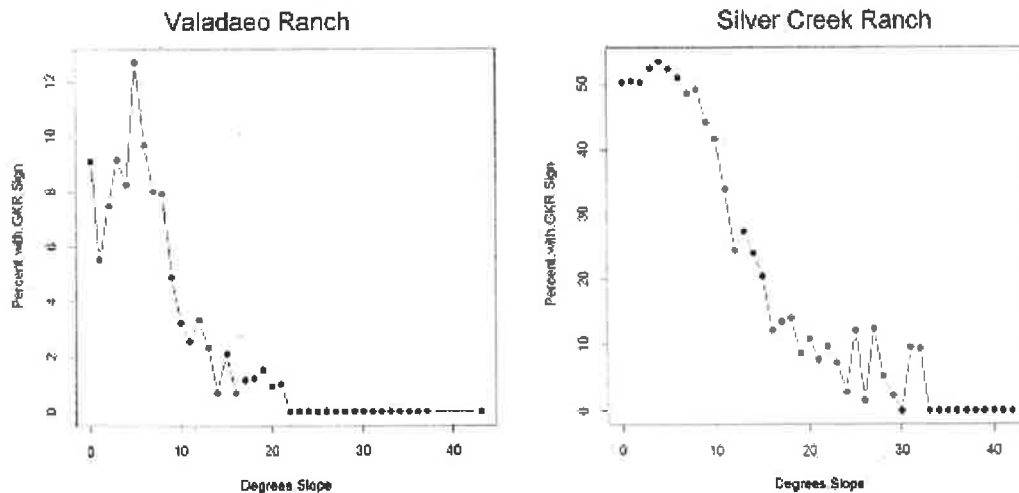 Valadaeo Ranch
Percent.with.GKR.Sign
0 2 4 6 8 10 12
0 10 20 30 40
Degrees.Slope
Silver Creek Ranch
Percent.with.GKR.Sign
0 10 20 30 40 50
0 10 20 30 40
Degrees.Slope